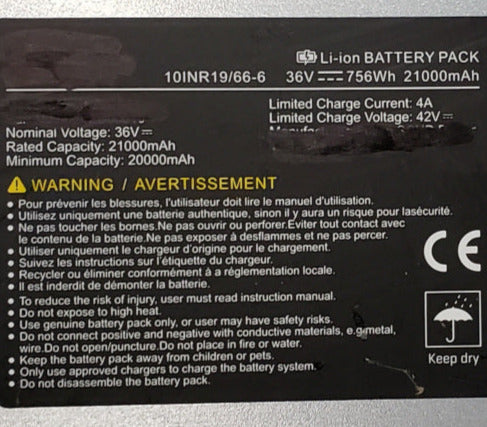 Li-ion BATTERY PACK
10INR19/66-6 36V⎓756Wh 21000mAh
Limited Charge Current: 4A
Limited Charge Voltage: 42V⎓
Nominal Voltage: 36V⎓
Rated Capacity: 21000mAh
Minimum Capacity: 20000mAh
WARNING / AVERTISSEMENT
• Pour prévenir les blessures, l'utilisateur doit lire le manuel d'utilisation.
• Utilisez uniquement une batterie authentique, sinon il y aura un risque pour lasécurité.
• Ne pas toucher les bornes.Ne pas ouvrir ou perforer.Eviter tout contact avec
le contenu de la batterie.Ne pas exposer à desflammes et ne pas percer.
• Utiliser uniquement le chargeur d'origine pour le chargement.
• Suivez les instructions sur l'étiquette du chargeur.
• Recycler ou éliminer conformément à a réglementation locale.
• Il est inderdit de démonter la batterie.
• To reduce the risk of injury, user must read instruction manual.
• Do not expose to high heat.
• Use genuine battery pack only, or user may have safety risks.
• Do not connect positive and negative with conductive materials, e.g.metal,
wire.Do not open/puncture.Do not place in fire or water.
• Keep the battery pack away from children or pets.
• Only use approved chargers to charge the battery system.
• Do not disassemble the battery pack.
CE
Keep dry